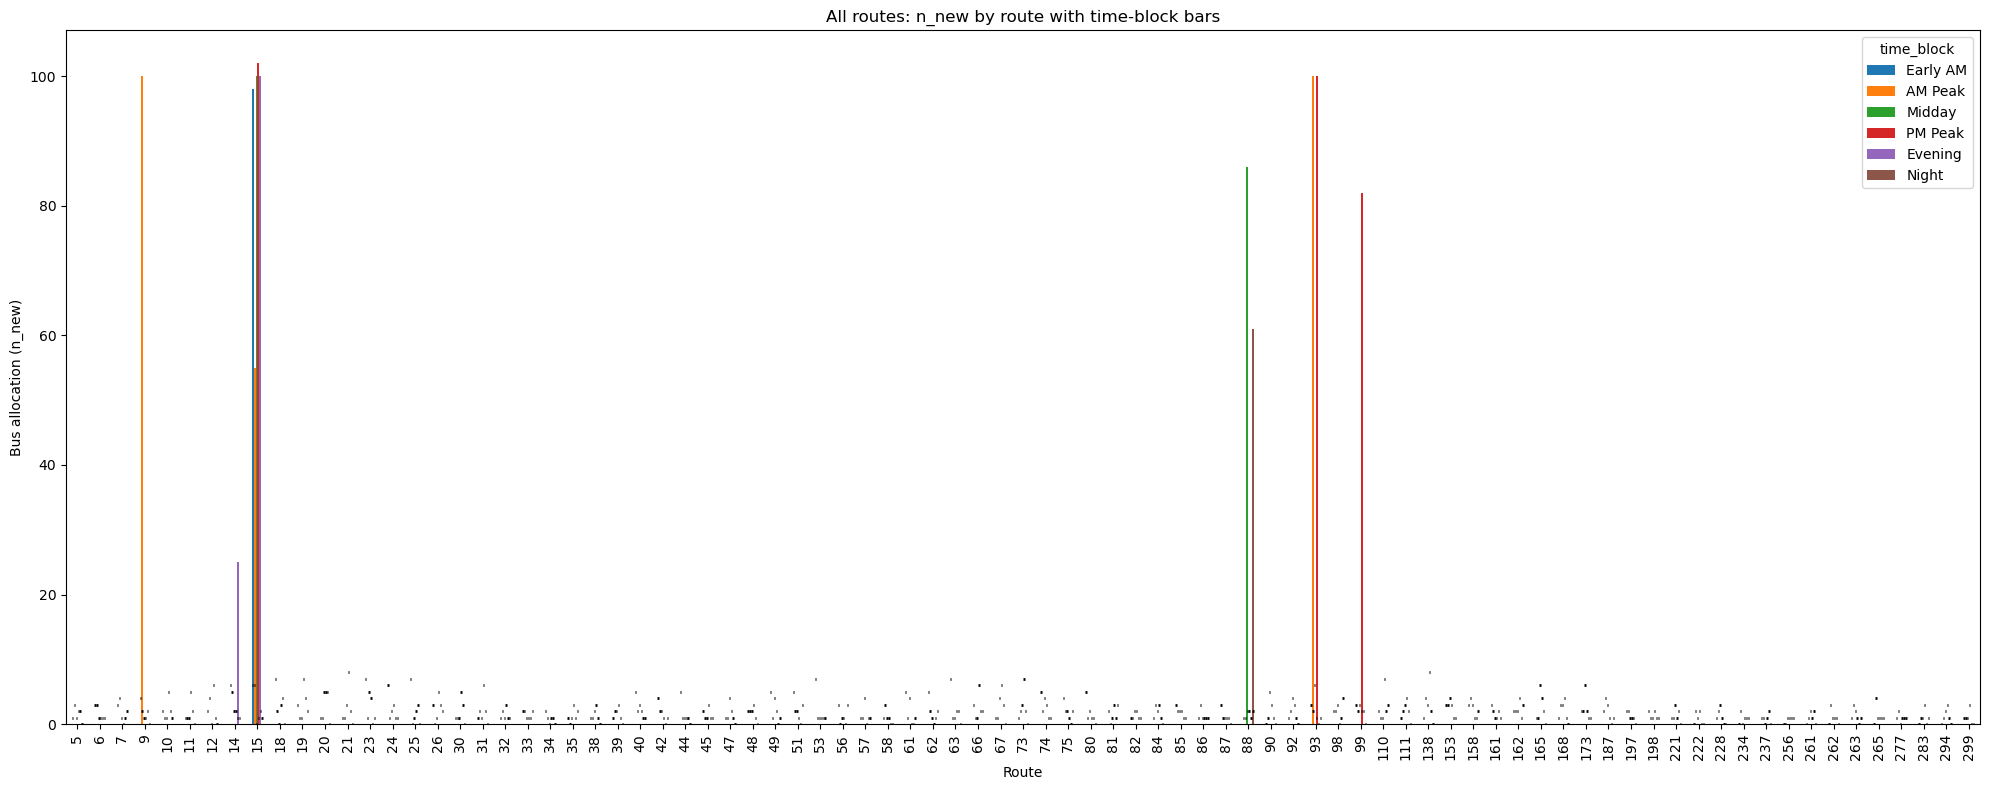 All routes: n_new by route with time-block bars
time_block
Early AM
AM Peak
Midday
PM Peak
Evening
Night
100
80
60
40
20
0
Bus allocation (n_new)
5 6 7 9 10 11 12 14 15 18 19 20 21 23 24 25 26 30 31 32 33 34 35 38 39 40 42 44 45 47 48 49 51 53 56 57 58 61 62 63 66 67 73 74 75 80 81 82 84 85 86 87 88 90 92 93 98 99 110 111 138 153 158 161 162 165 168 173 187 197 198 221 222 228 234 237 256 261 262 263 265 277 283 294 299
Route